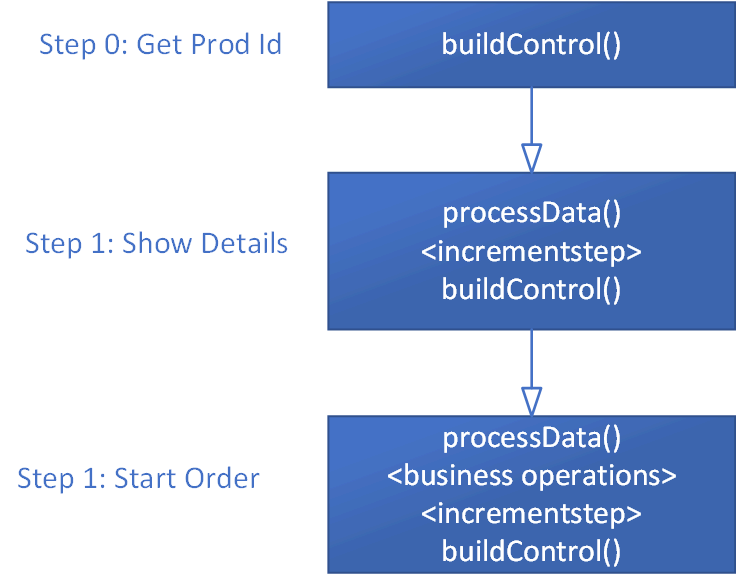 Step 0: Get Prod Id
buildControl()
Step 1: Show Details
processData()
<incrementstep>
buildControl()
Step 1: Start Order
processData()
<business operations>
<incrementstep>
buildControl()